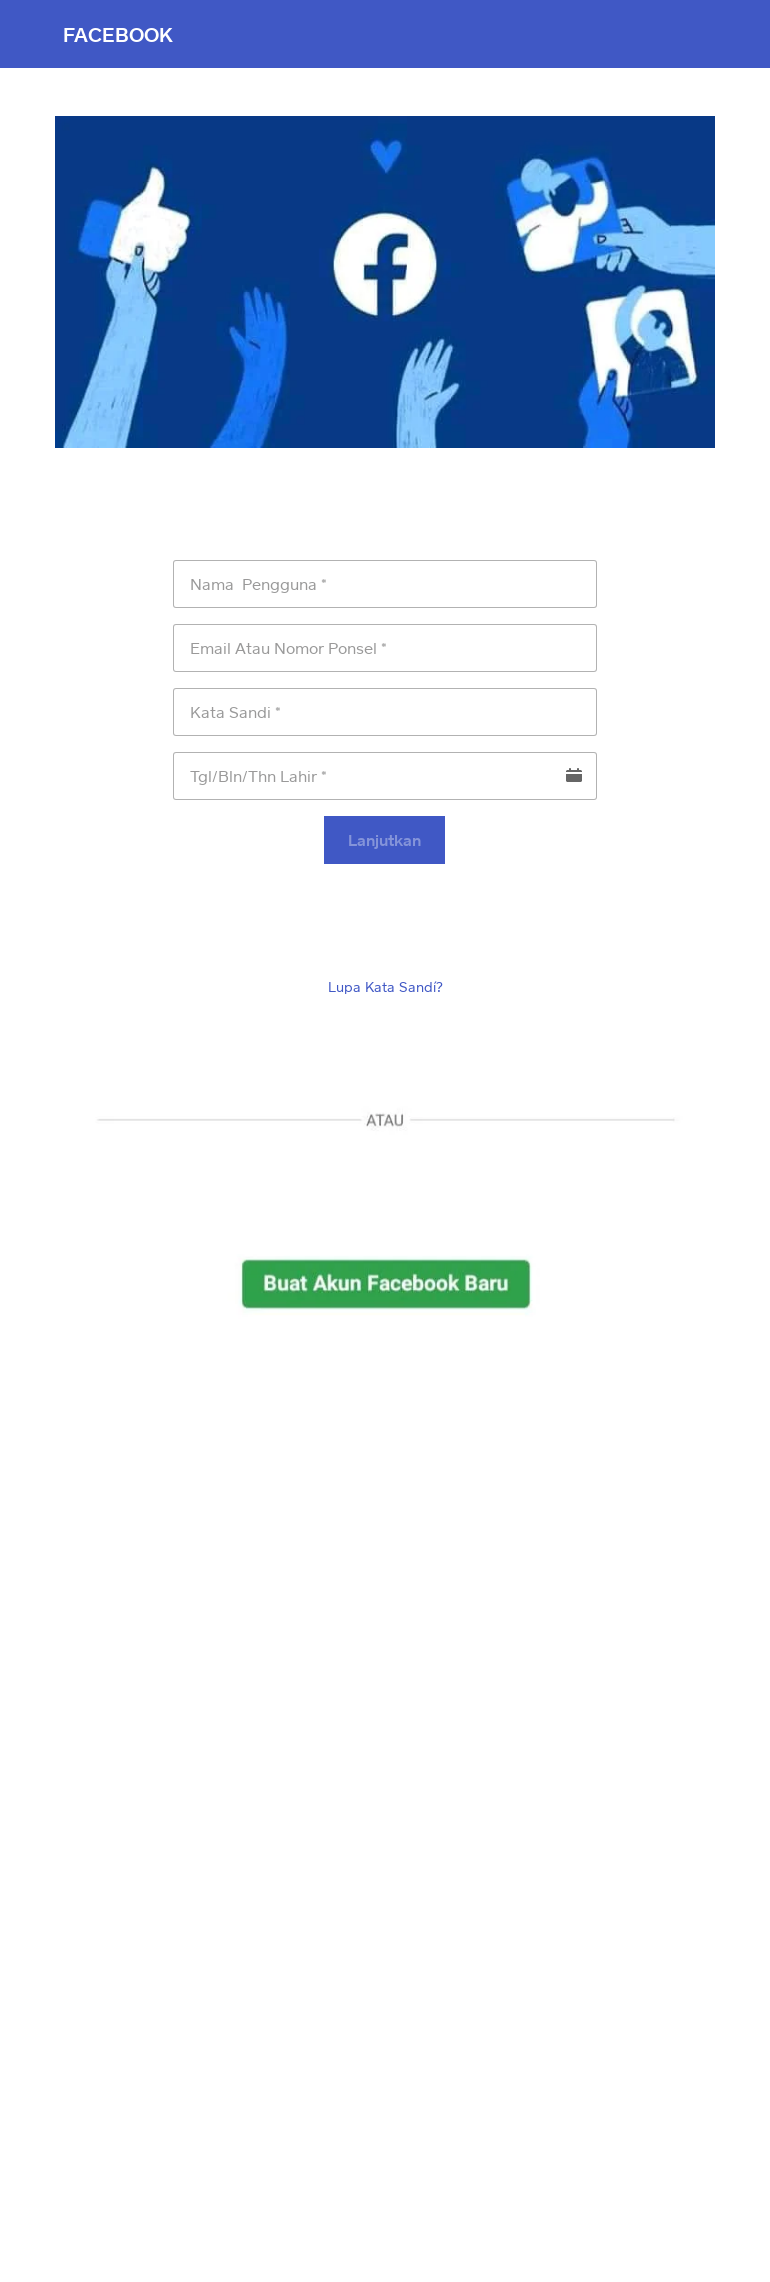 FACEBOOK
Nama  Pengguna *
Email Atau Nomor Ponsel *
Kata Sandi *
Tgl/Bln/Thn Lahir *
Lanjutkan
Lupa Kata Sandí?
ATAU
Buat Akun Facebook Baru